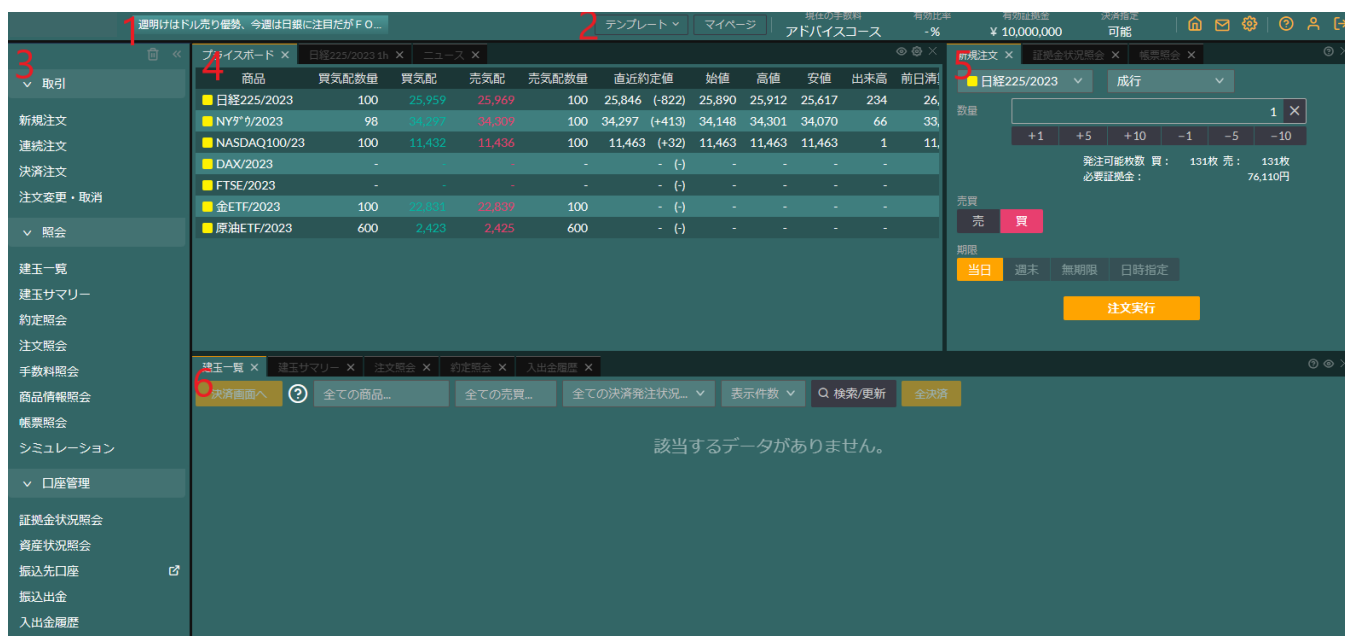 1
週明けはドル売り優勢、今週は日銀に注目だがＦＯ...
2
テンプレート
マイページ
現在の手数料
アドバイスコース
有効比率
-%
有効証拠金
¥ 10,000,000
決済指定
可能
3
取引
新規注文
連続注文
決済注文
注文変更・取消
照会
建玉一覧
建玉サマリー
約定照会
注文照会
手数料照会
商品情報照会
帳票照会
シミュレーション
口座管理
証拠金状況照会
資産状況照会
振込先口座
振込出金
入出金履歴
4
プライスボード 日経225/2023 1h ニュース
商品 買気配数量 買気配 売気配 売気配数量 直近約定値 始値 高値 安値 出来高 前日清
日経225/2023 100 25,959 25,969 100 25,846 (-822) 25,890 25,912 25,617 234 26,
NYﾀﾞｳ/2023 98 34,297 34,309 100 34,297 (+413) 34,148 34,301 34,070 66 33,
NASDAQ100/23 100 11,432 11,436 100 11,463 (+32) 11,463 11,463 11,463 1 11,
DAX/2023 - - - - - (-) - - - -
FTSE/2023 - - - - - (-) - - - -
金ETF/2023 100 22,831 22,839 100 - (-) - - - -
原油ETF/2023 600 2,423 2,425 600 - (-) - - - -
5
新規注文 証拠金状況照会 帳票照会
日経225/2023 成行
数量 1
+1 +5 +10 −1 −5 −10
発注可能枚数 買： 131枚 売： 131枚
必要証拠金： 76,110円
売買
売 買
期限
当日 週末 無期限 日時指定
注文実行
6
建玉一覧 建玉サマリー 注文照会 約定照会 入出金履歴
決済画面へ 全ての商品... 全ての売買... 全ての決済発注状況... 表示件数 検索/更新 全決済
該当するデータがありません。